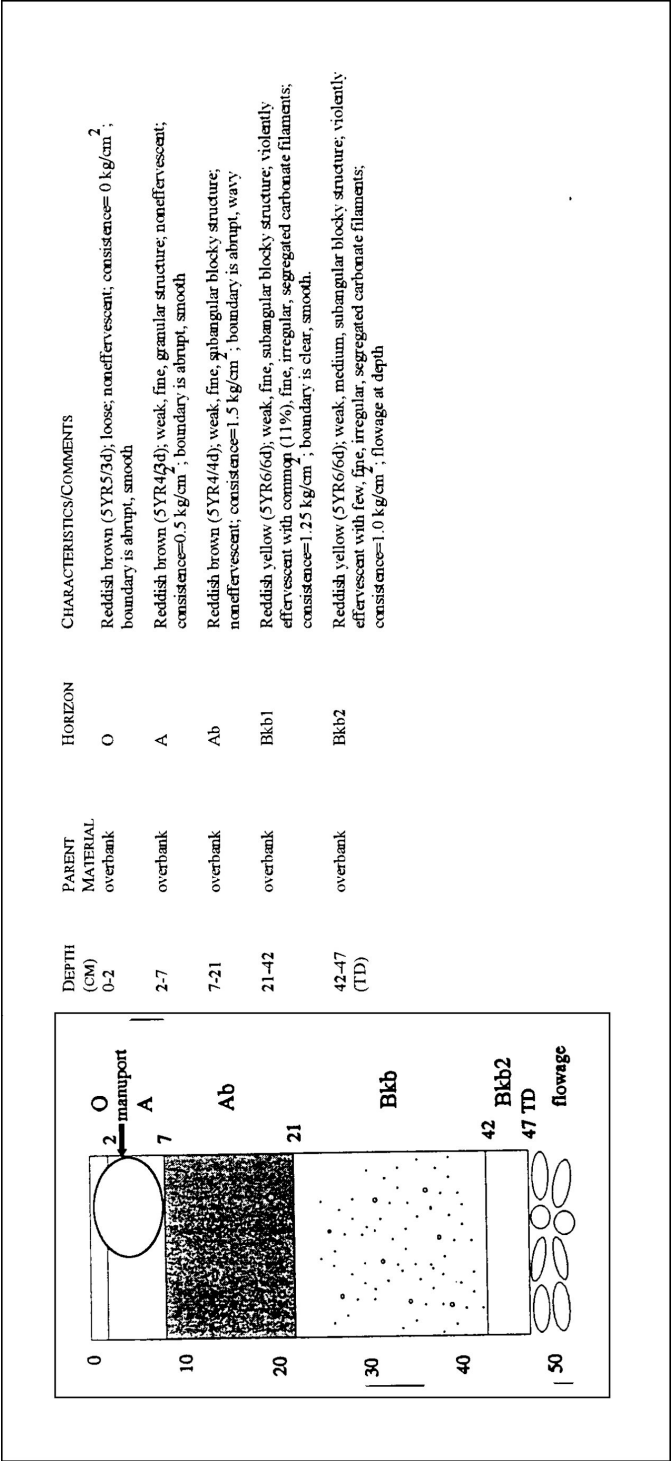 DEPTH PARENT HORIZON CHARACTERISTICS/COMMENTS
(CM) MATERIAL
0-2 overbank O Reddish brown (5YR5/3d); loose; noneffervescent; consistence= 0 kg/cm2;
boundary is abrupt, smooth
2-7 overbank A Reddish brown (5YR4/3d); weak, fine, granular structure; noneffervescent;
consistence=0.5 kg/cm2; boundary is abrupt, smooth
7-21 overbank Ab Reddish brown (5YR4/4d); weak, fine, subangular blocky structure;
noneffervescent; consistence=1.5 kg/cm2; boundary is abrupt, wavy
21-42 overbank Bkb1 Reddish yellow (5YR6/6d); weak, fine, subangular blocky structure; violently
effervescent with common (11%), fine, irregular, segregated carbonate filaments;
consistence=1.25 kg/cm2; boundary is clear, smooth.
42-47 overbank Bkb2 Reddish yellow (5YR6/6d); weak, medium, subangular blocky structure; violently
(TD) effervescent with few, fine, irregular, segregated carbonate filaments;
consistence=1.0 kg/cm2; flowage at depth
0
10
20
30
40
50
O
2
manuport
A
7
Ab
21
Bkb
42
Bkb2
47 TD
flowage